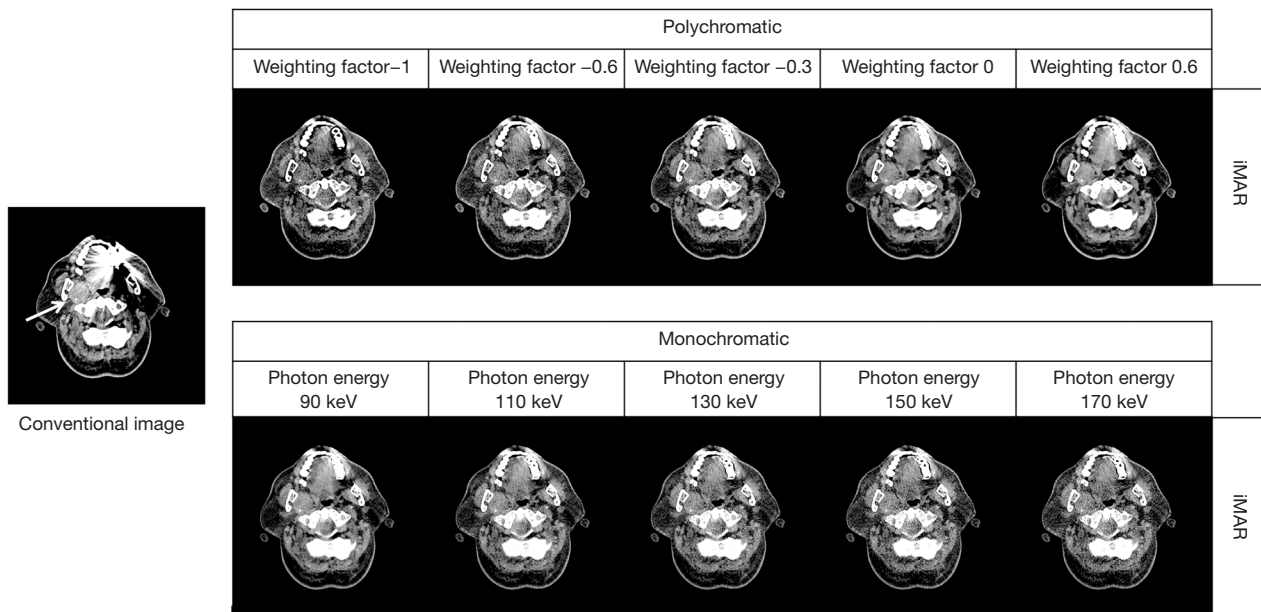 Polychromatic
Weighting factor–1
Weighting factor –0.6
Weighting factor –0.3
Weighting factor 0
Weighting factor 0.6
iMAR
Conventional image
Monochromatic
Photon energy
90 keV
Photon energy
110 keV
Photon energy
130 keV
Photon energy
150 keV
Photon energy
170 keV
iMAR